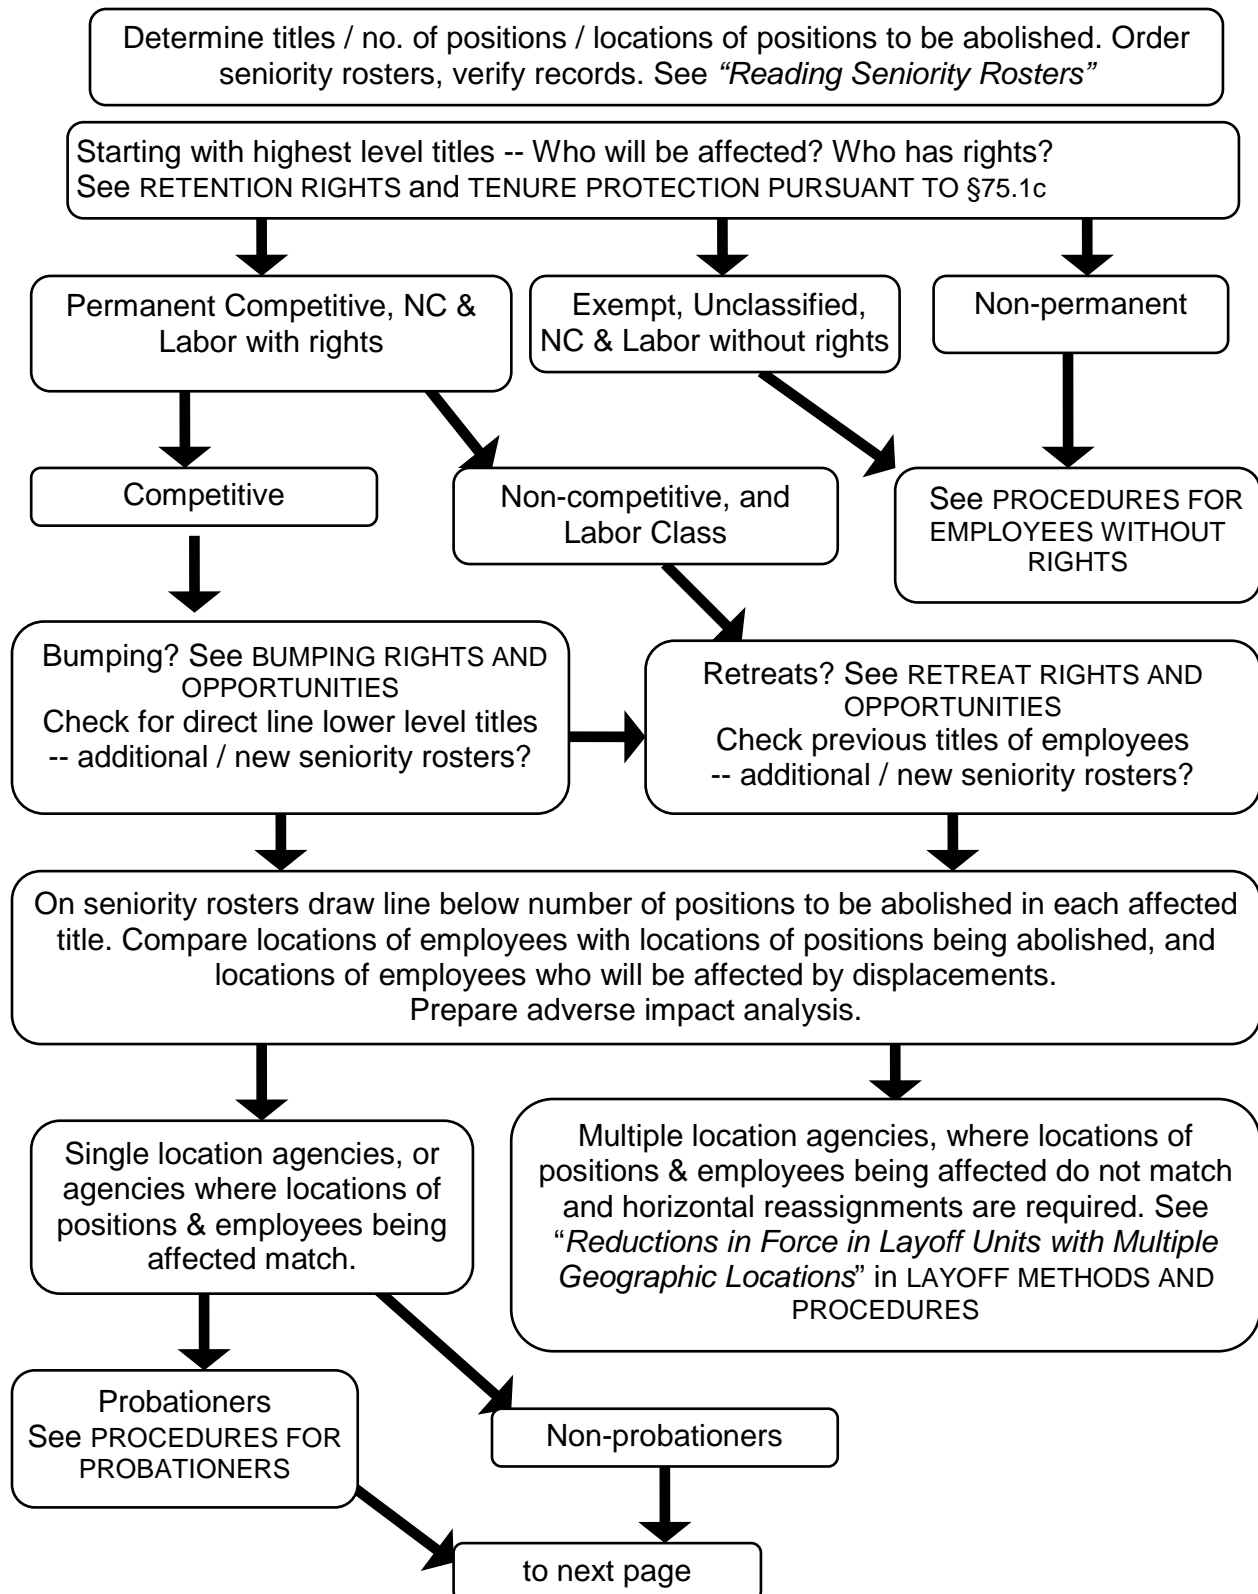 Determine titles / no. of positions / locations of positions to be abolished. Order
seniority rosters, verify records. See “Reading Seniority Rosters”
Starting with highest level titles -- Who will be affected? Who has rights?
See RETENTION RIGHTS and TENURE PROTECTION PURSUANT TO §75.1c
Permanent Competitive, NC &
Labor with rights
Exempt, Unclassified,
NC & Labor without rights
Non-permanent
Competitive
Non-competitive, and
Labor Class
See PROCEDURES FOR
EMPLOYEES WITHOUT
RIGHTS
Bumping? See BUMPING RIGHTS AND
OPPORTUNITIES
Check for direct line lower level titles
-- additional / new seniority rosters?
Retreats? See RETREAT RIGHTS AND
OPPORTUNITIES
Check previous titles of employees
-- additional / new seniority rosters?
On seniority rosters draw line below number of positions to be abolished in each affected
title. Compare locations of employees with locations of positions being abolished, and
locations of employees who will be affected by displacements.
Prepare adverse impact analysis.
Single location agencies, or
agencies where locations of
positions & employees being
affected match.
Multiple location agencies, where locations of
positions & employees being affected do not match
and horizontal reassignments are required. See
“Reductions in Force in Layoff Units with Multiple
Geographic Locations” in LAYOFF METHODS AND
PROCEDURES
Probationers
See PROCEDURES FOR
PROBATIONERS
Non-probationers
to next page